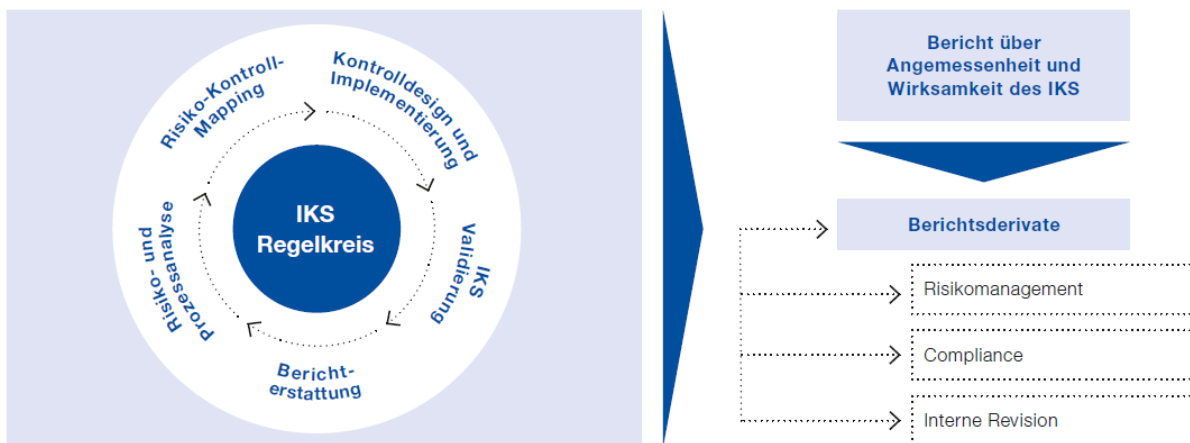 Risiko-Kontroll-
Mapping
Kontrolldesign und
Implementierung
IKS
Validierung
Bericht-
erstattung
Risiko- und
Prozessanalyse
IKS
Regelkreis
Bericht über
Angemessenheit und
Wirksamkeit des IKS
Berichtsderivate
Risikomanagement
Compliance
Interne Revision